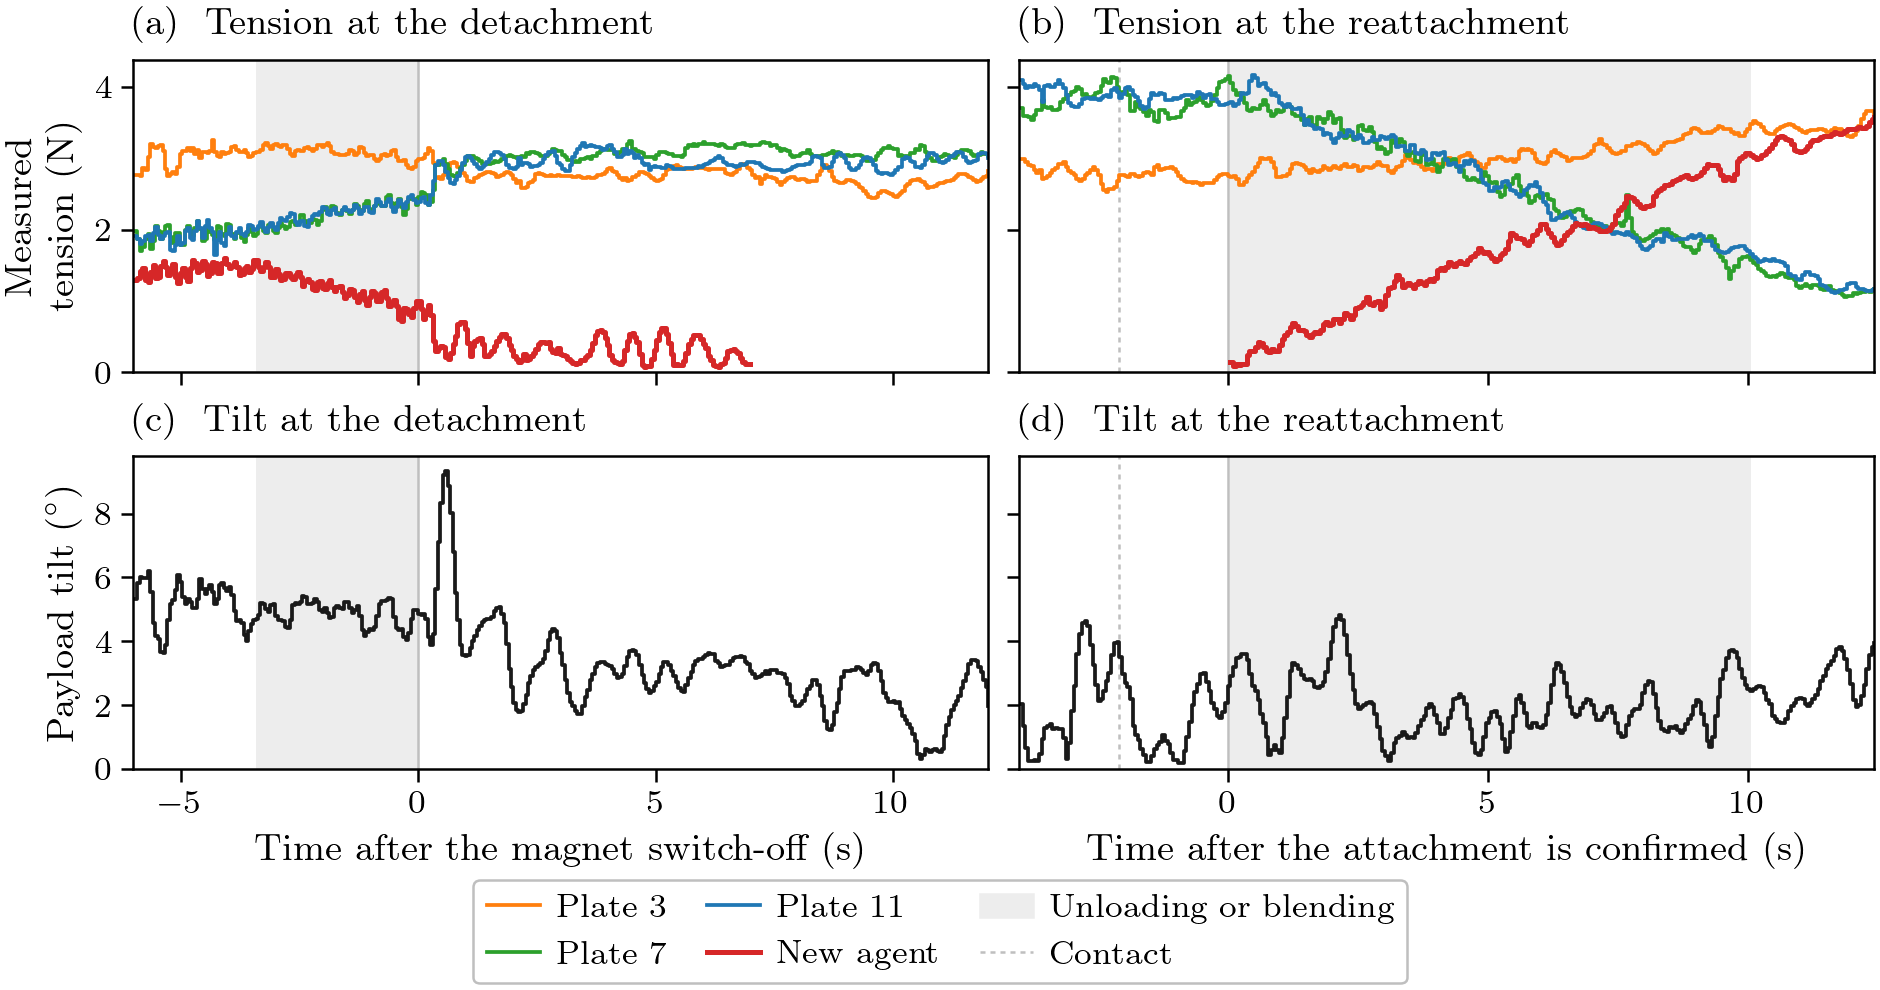 (a) Tension at the detachment
(b) Tension at the reattachment
Measured
tension (N)
4
2
0
(c) Tilt at the detachment
(d) Tilt at the reattachment
Payload tilt (°)
8
6
4
2
0
−5 0 5 10
0 5 10
Time after the magnet switch-off (s)
Time after the attachment is confirmed (s)
Plate 3 Plate 11 Unloading or blending
Plate 7 New agent Contact